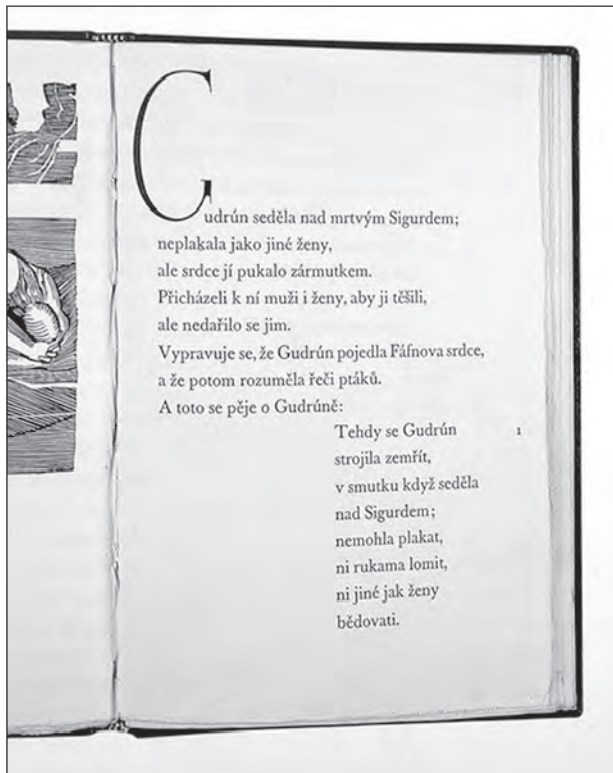 Gudrún seděla nad mrtvým Sigurdem;
neplakala jako jiné ženy,
ale srdce jí pukalo zármutkem.
Přicházeli k ní muži i ženy, aby ji těšili,
ale nedařilo se jim.
Vypravuje se, že Gudrún pojedla Fáfnova srdce,
a že potom rozuměla řeči ptáků.
A toto se pěje o Gudrúně:
Tehdy se Gudrún 1
strojila zemřít,
v smutku když seděla
nad Sigurdem;
nemohla plakat,
ni rukama lomit,
ni jiné jak ženy
bědovati.